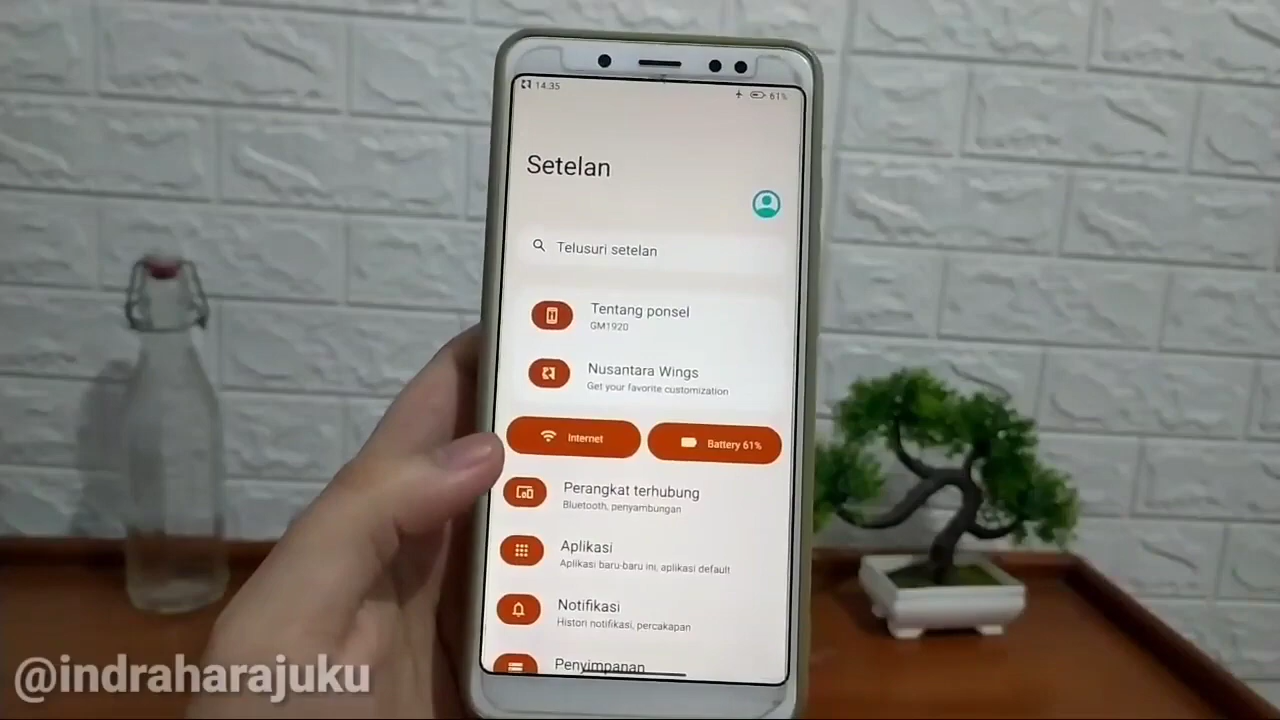 14.35
61%
Setelan
Telusuri setelan
Tentang ponsel
GM1920
Nusantara Wings
Get your favorite customization
Internet
Battery 61%
Perangkat terhubung
Bluetooth, penyambungan
Aplikasi
Aplikasi baru-baru ini, aplikasi default
Notifikasi
Histori notifikasi, percakapan
Penyimpanan
@indraharajuku